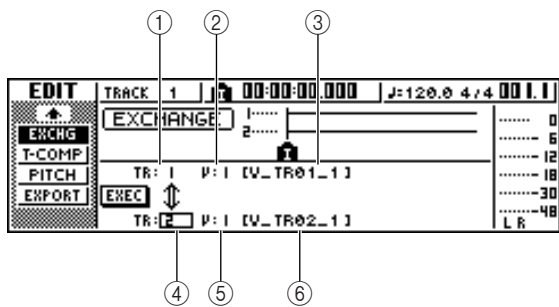 ① ② ③
EDIT TRACK 1 00:00:00.000 ♩=120.0 4/4 001.1
EXCHANGE 1 0
EXCHG 2 6
T-COMP 12
PITCH TR: 1 V: 1 [V_TR01_1] 18
EXPORT EXEC 30
TR: 2 V: 1 [V_TR02_1] 48
L R
④ ⑤ ⑥